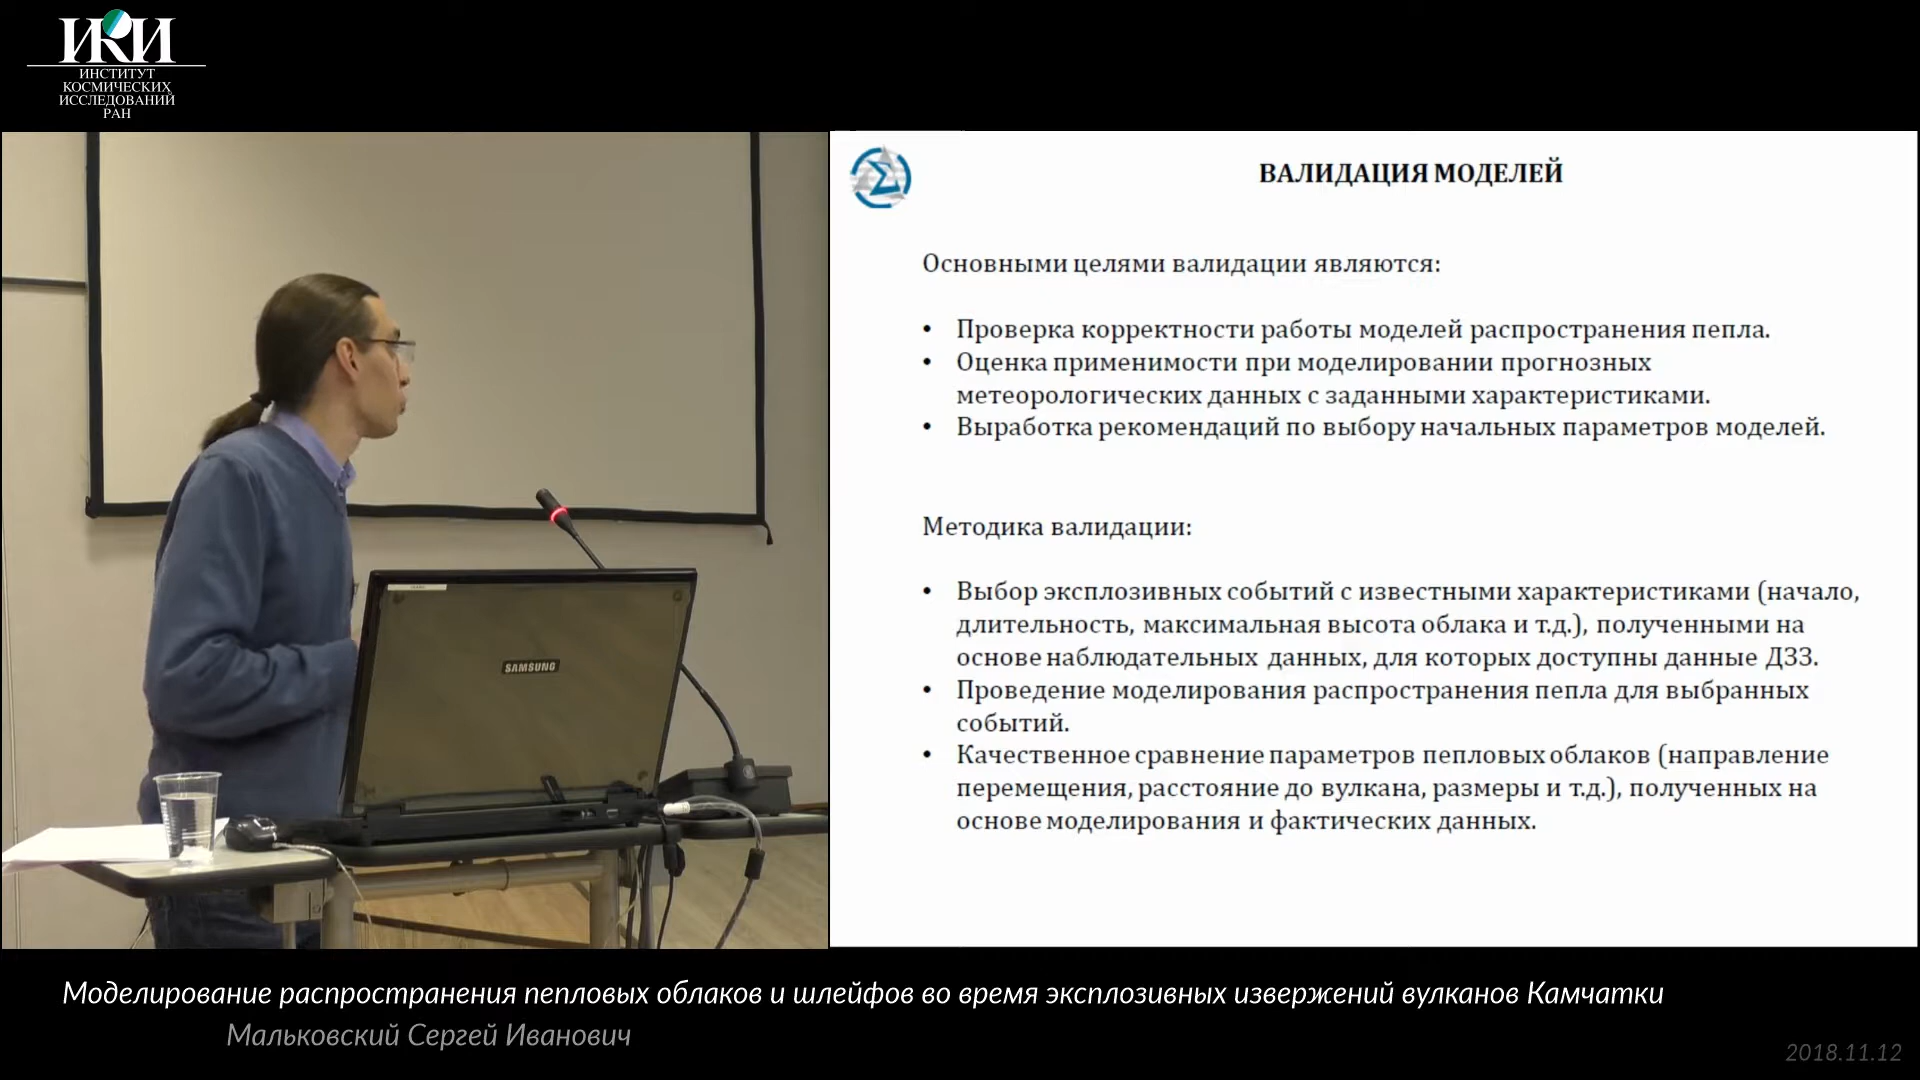 ИКИ
ИНСТИТУТ
КОСМИЧЕСКИХ
ИССЛЕДОВАНИЙ
РАН
SAMSUNG
ВАЛИДАЦИЯ МОДЕЛЕЙ
Основными целями валидации являются:
• Проверка корректности работы моделей распространения пепла.
• Оценка применимости при моделировании прогнозных
метеорологических данных с заданными характеристиками.
• Выработка рекомендаций по выбору начальных параметров моделей.
Методика валидации:
• Выбор эксплозивных событий с известными характеристиками (начало,
длительность, максимальная высота облака и т.д.), полученными на
основе наблюдательных данных, для которых доступны данные ДЗЗ.
• Проведение моделирования распространения пепла для выбранных
событий.
• Качественное сравнение параметров пепловых облаков (направление
перемещения, расстояние до вулкана, размеры и т.д.), полученных на
основе моделирования и фактических данных.
Моделирование распространения пепловых облаков и шлейфов во время эксплозивных извержений вулканов Камчатки
Мальковский Сергей Иванович
2018.11.12